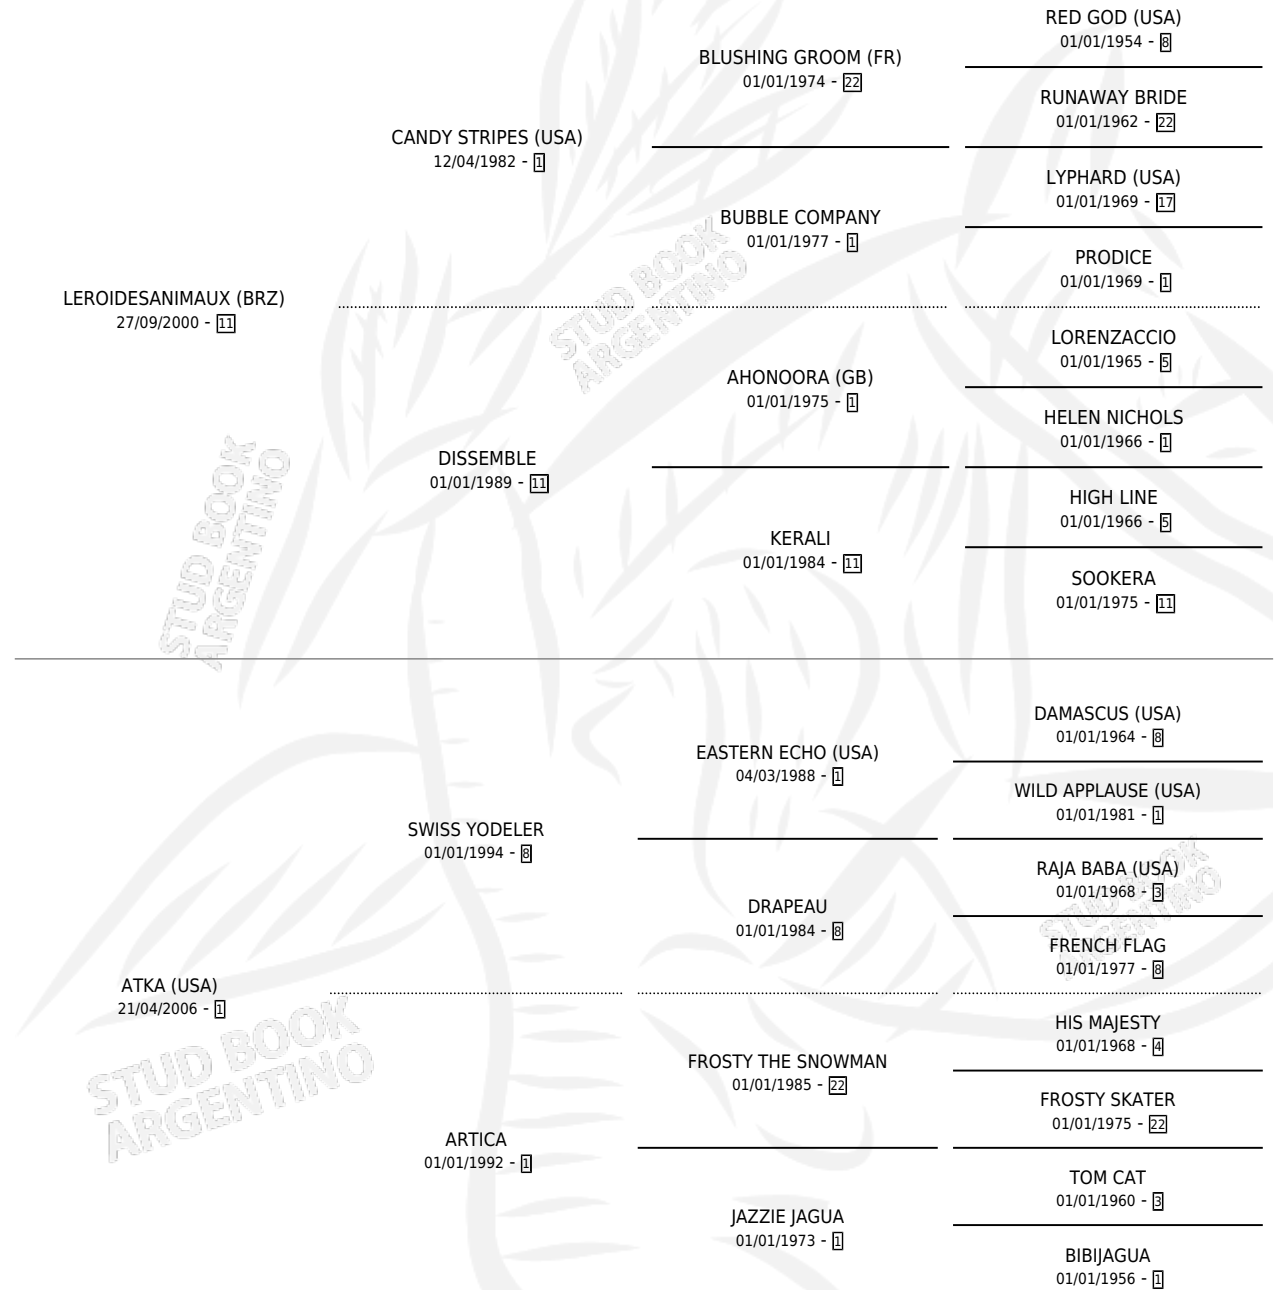 RED GOD (USA)
01/01/1954 - 8
BLUSHING GROOM (FR)
01/01/1974 - 22
RUNAWAY BRIDE
01/01/1962 - 22
CANDY STRIPES (USA)
12/04/1982 - 1
LYPHARD (USA)
01/01/1969 - 17
BUBBLE COMPANY
01/01/1977 - 1
PRODICE
01/01/1969 - 1
LEROIDESANIMAUX (BRZ)
27/09/2000 - 11
LORENZACCIO
01/01/1965 - 5
AHONOORA (GB)
01/01/1975 - 1
HELEN NICHOLS
01/01/1966 - 1
DISSEMBLE
01/01/1989 - 11
HIGH LINE
01/01/1966 - 5
KERALI
01/01/1984 - 11
SOOKERA
01/01/1975 - 11
DAMASCUS (USA)
01/01/1964 - 8
EASTERN ECHO (USA)
04/03/1988 - 1
WILD APPLAUSE (USA)
01/01/1981 - 1
SWISS YODELER
01/01/1994 - 8
RAJA BABA (USA)
01/01/1968 - 3
DRAPEAU
01/01/1984 - 8
FRENCH FLAG
01/01/1977 - 8
ATKA (USA)
21/04/2006 - 1
HIS MAJESTY
01/01/1968 - 4
FROSTY THE SNOWMAN
01/01/1985 - 22
FROSTY SKATER
01/01/1975 - 22
ARTICA
01/01/1992 - 1
TOM CAT
01/01/1960 - 3
JAZZIE JAGUA
01/01/1973 - 1
BIBIJAGUA
01/01/1956 - 1
STUD BOOK
ARGENTINO
STUD BOOK
ARGENTINO
STUD BOOK
ARGENTINO
STUD BOOK
ARGENTINO